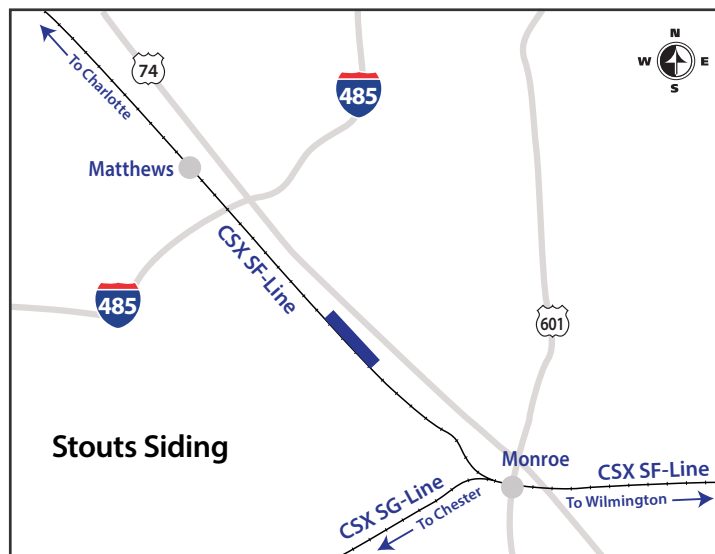 N
W E
S
To Charlotte
74
485
Matthews
CSX SF-Line
485
601
Stouts Siding
Monroe
CSX SF-Line
CSX SG-Line
To Chester
To Wilmington